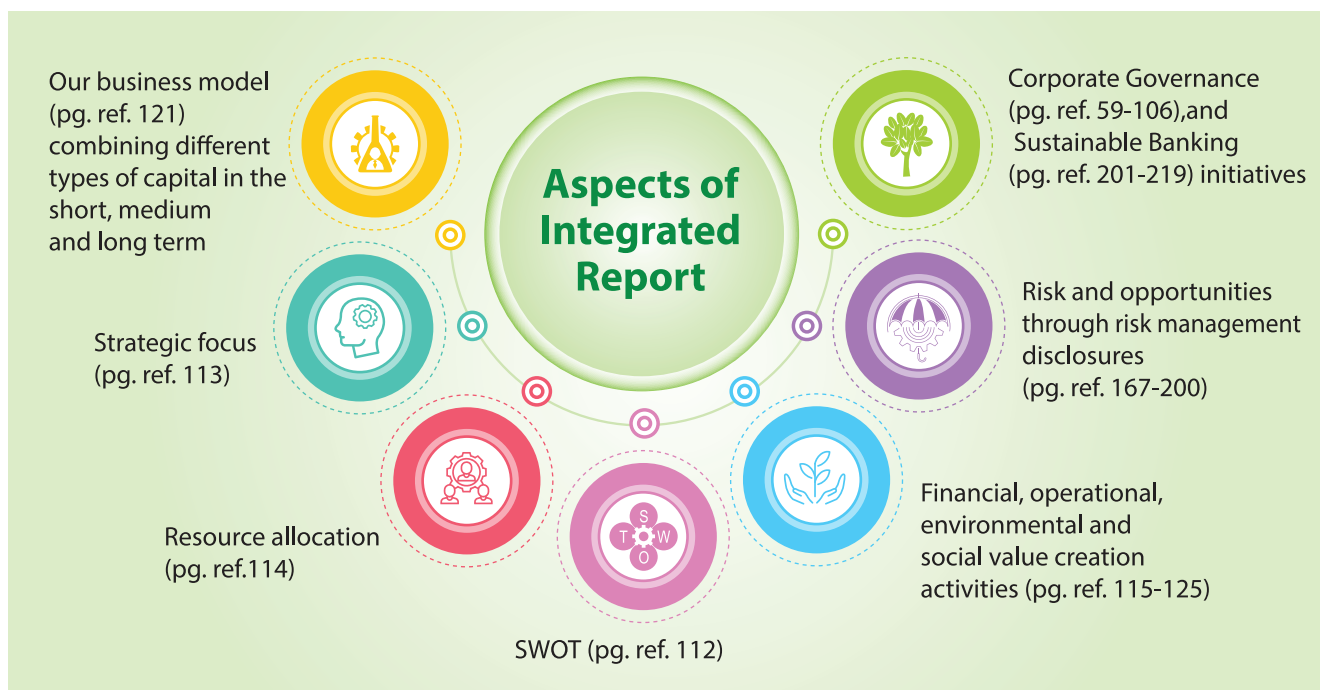 Aspects of
Integrated
Report
Our business model
(pg. ref. 121)
combining different
types of capital in the
short, medium
and long term
Strategic focus
(pg. ref. 113)
Resource allocation
(pg. ref.114)
S
T
W
O
SWOT (pg. ref. 112)
Financial, operational,
environmental and
social value creation
activities (pg. ref. 115-125)
Risk and opportunities
through risk management
disclosures
(pg. ref. 167-200)
Corporate Governance
(pg. ref. 59-106),and
Sustainable Banking
(pg. ref. 201-219) initiatives